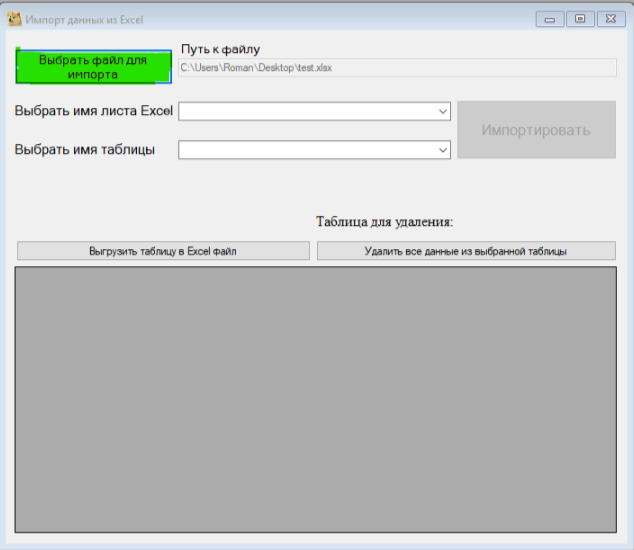 Импорт данных из Excel
Выбрать файл для
импорта
Путь к файлу
C:\Users\Roman\Desktop\test.xlsx
Выбрать имя листа Excel
Импортировать
Выбрать имя таблицы
Таблица для удаления:
Выгрузить таблицу в Excel файл
Удалить все данные из выбранной таблицы